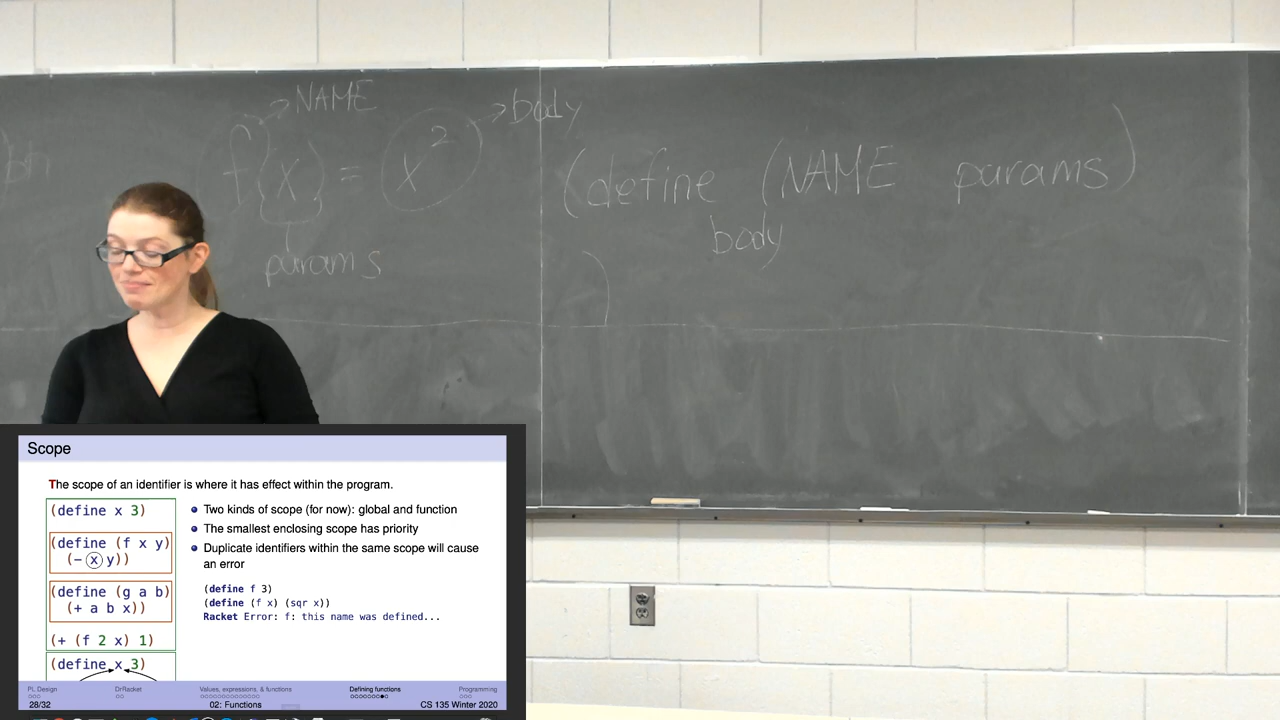 NAME
body
f(x) = x²
params
(define (NAME params)
body
)
Scope
The scope of an identifier is where it has effect within the program.
(define x 3)
(define (f x y)
(- x y))
(define (g a b)
(+ a b x))
(+ (f 2 x) 1)
(define x 3)
Two kinds of scope (for now): global and function
The smallest enclosing scope has priority
Duplicate identifiers within the same scope will cause
an error
(define f 3)
(define (f x) (sqr x))
Racket Error: f: this name was defined...
PL Design DrRacket Values, expressions, & functions Defining functions Programming
28/32 02: Functions CS 135 Winter 2020